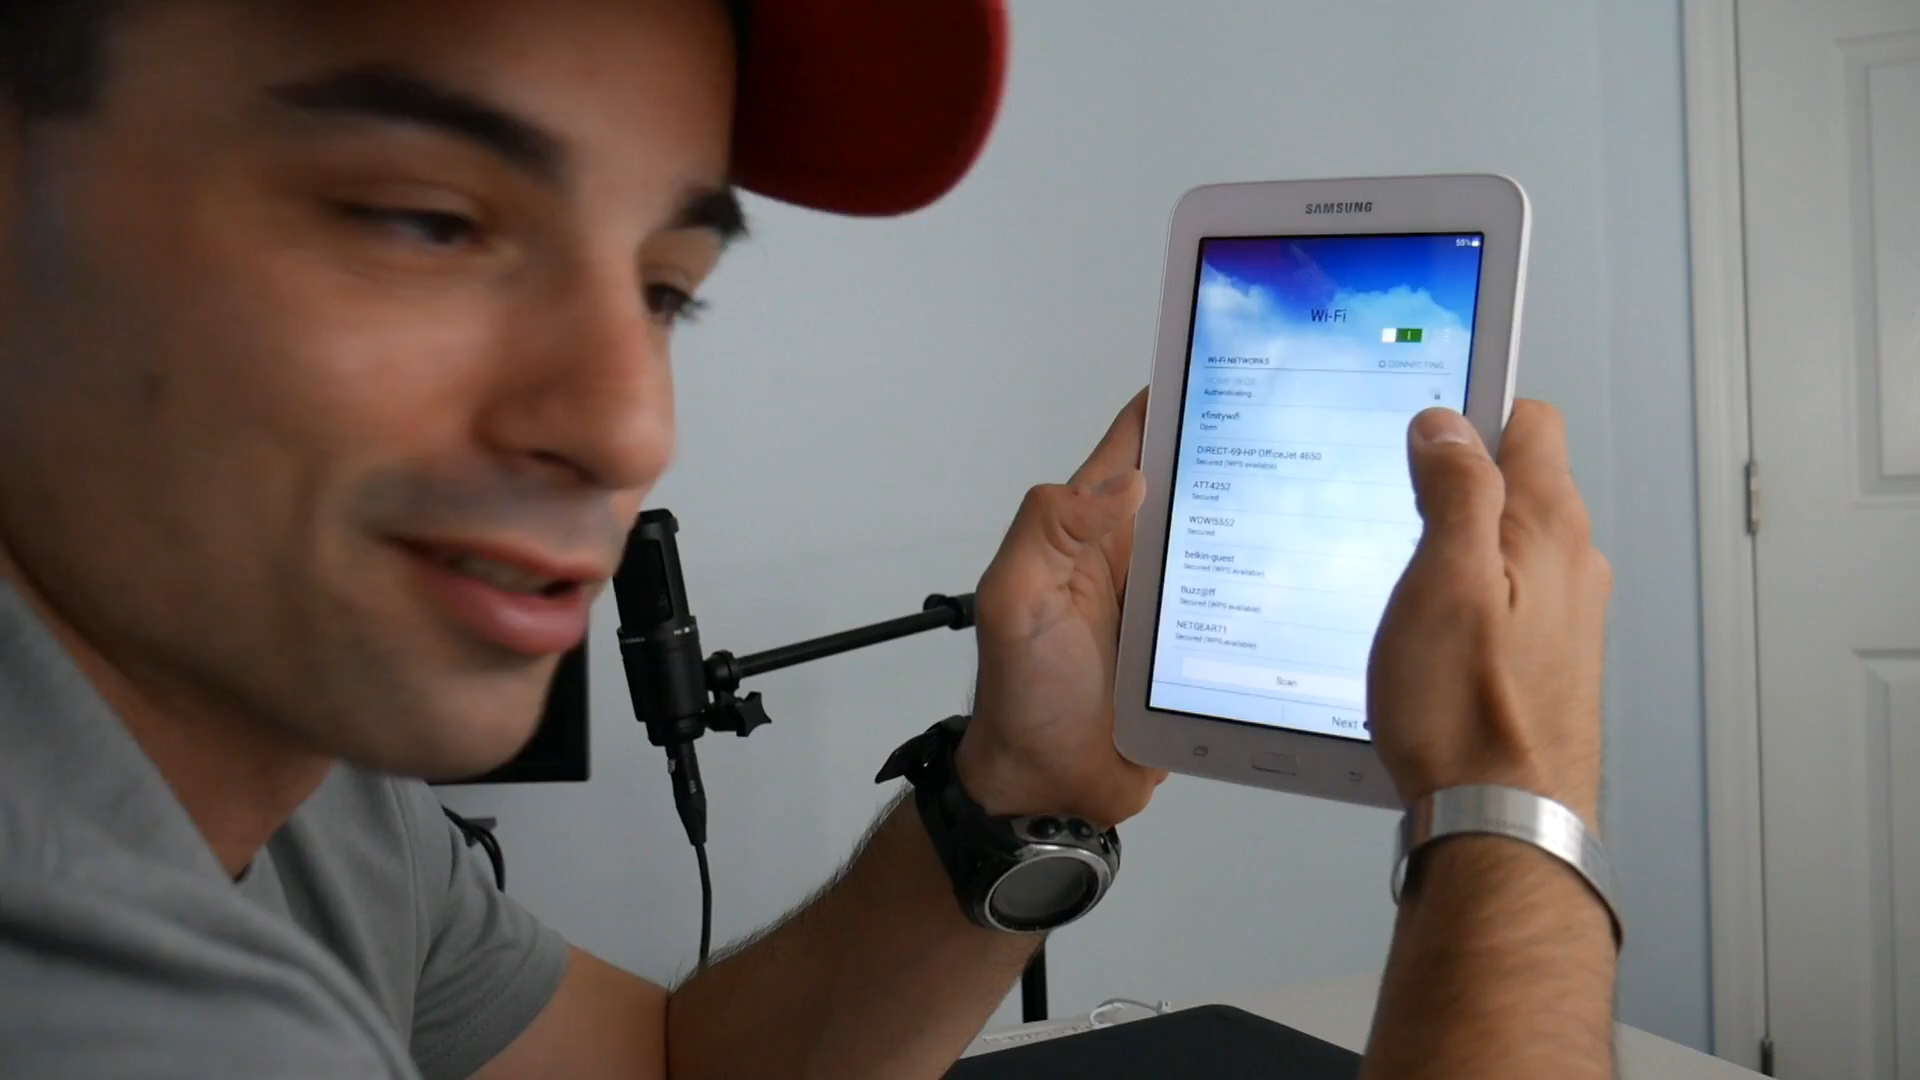 SAMSUNG
55%
Wi-Fi
Wi-Fi NETWORKS
CONNECTING...
Authenticating...
xfinitywifi
Open
DIRECT-69-HP OfficeJet 4650
Secured (WPS available)
ATT4252
Secured
WOWI5552
Secured
belkin-guest
Secured (WPS available)
Buzz@ff
Secured (WPS available)
NETGEAR71
Secured (WPS available)
Scan
Next